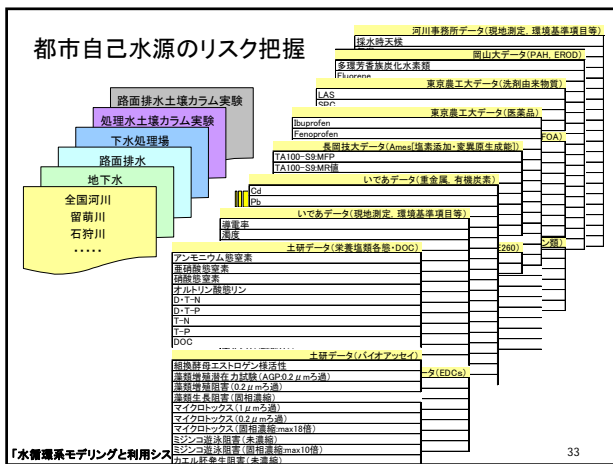 都市自己水源のリスク把握
路面排水土壌カラム実験
処理水土壌カラム実験
下水処理場
路面排水
地下水
全国河川
留萌川
石狩川
・・・・・
河川事務所データ(現地測定，環境基準項目等)
採水時天候
岡山大データ(PAH, EROD)
多環芳香族炭化水素類
Fluorene
東京農工大データ(洗剤由来物質)
LAS
SPC
東京農工大データ(医薬品)
Ibuprofen
Fenoprofen
FOA)
長岡技大データ(Ames[塩素添加・変異原生成能])
TA100-S9:MFP
TA100-S9:MR値
いであデータ(重金属，有機炭素)
Cd
Pb
いであデータ(現地測定，環境基準項目等)
導電率
濁度
土研データ(栄養塩類各態・DOC)
E260)
ン類)
アンモニウム態窒素
亜硝酸態窒素
硝酸態窒素
オルトリン酸態リン
D・T-N
D・T-P
T-N
T-P
DOC
土研データ(バイオアッセイ)
ータ(EDCs)
組換酵母エストロゲン様活性
藻類増殖潜在力試験(AGP:0.2μmろ過)
藻類増殖阻害(0.2μmろ過)
藻類生長阻害(固相濃縮)
マイクロトックス(1μmろ過)
マイクロトックス(0.2μmろ過)
マイクロトックス(固相濃縮:max18倍)
ミジンコ遊泳阻害(未濃縮)
ミジンコ遊泳阻害(固相濃縮:max10倍)
カエル胚発生阻害(未濃縮)
「水循環系モデリングと利用シス
33